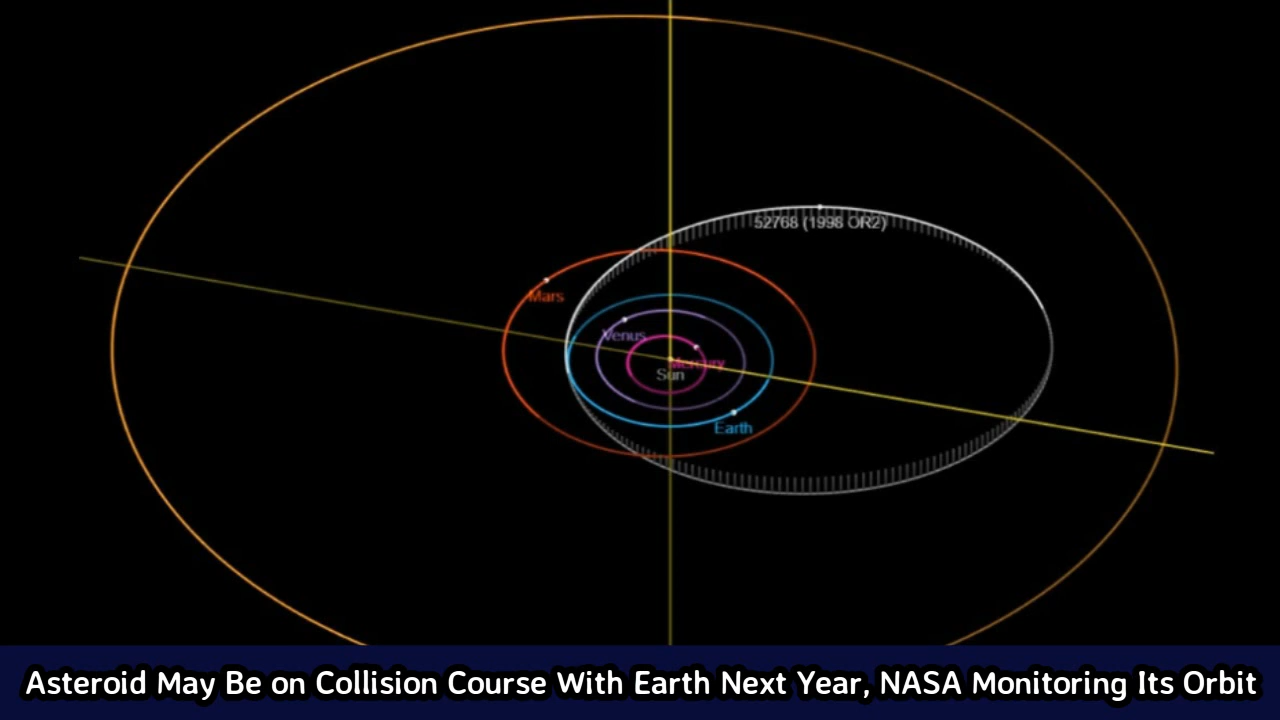 52768 (1998 OR2)
Mars
Venus
Mercury
Sun
Earth
Asteroid May Be on Collision Course With Earth Next Year, NASA Monitoring Its Orbit